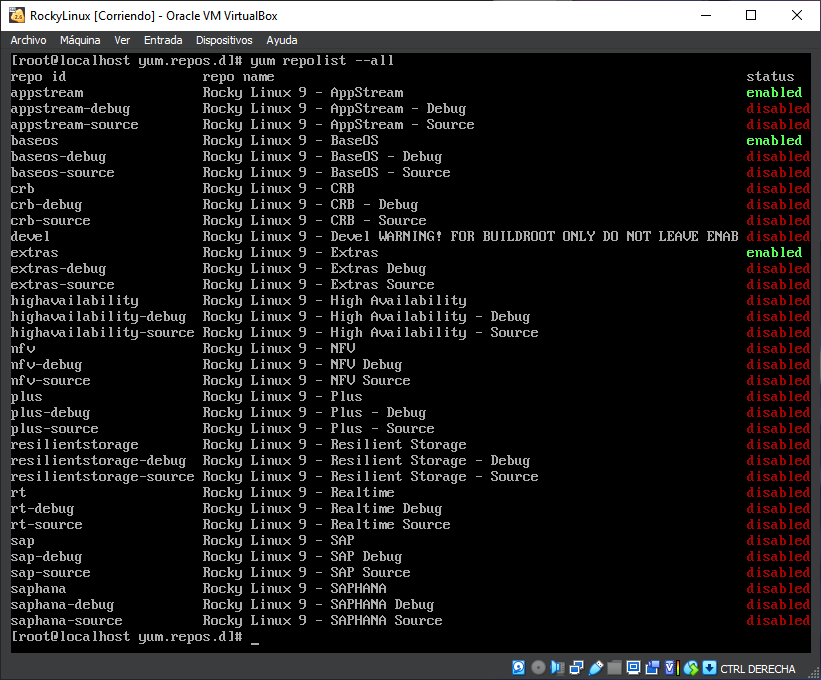 RockyLinux [Corriendo] - Oracle VM VirtualBox
Archivo Máquina Ver Entrada Dispositivos Ayuda
[root@localhost yum.repos.d]# yum repolist --all
repo id repo name status
appstream Rocky Linux 9 - AppStream enabled
appstream-debug Rocky Linux 9 - AppStream - Debug disabled
appstream-source Rocky Linux 9 - AppStream - Source disabled
baseos Rocky Linux 9 - BaseOS enabled
baseos-debug Rocky Linux 9 - BaseOS - Debug disabled
baseos-source Rocky Linux 9 - BaseOS - Source disabled
crb Rocky Linux 9 - CRB disabled
crb-debug Rocky Linux 9 - CRB - Debug disabled
crb-source Rocky Linux 9 - CRB - Source disabled
devel Rocky Linux 9 - Devel WARNING! FOR BUILDROOT ONLY DO NOT LEAVE ENAB disabled
extras Rocky Linux 9 - Extras enabled
extras-debug Rocky Linux 9 - Extras Debug disabled
extras-source Rocky Linux 9 - Extras Source disabled
highavailability Rocky Linux 9 - High Availability disabled
highavailability-debug Rocky Linux 9 - High Availability - Debug disabled
highavailability-source Rocky Linux 9 - High Availability - Source disabled
nfv Rocky Linux 9 - NFV disabled
nfv-debug Rocky Linux 9 - NFV Debug disabled
nfv-source Rocky Linux 9 - NFV Source disabled
plus Rocky Linux 9 - Plus disabled
plus-debug Rocky Linux 9 - Plus - Debug disabled
plus-source Rocky Linux 9 - Plus - Source disabled
resilientstorage Rocky Linux 9 - Resilient Storage disabled
resilientstorage-debug Rocky Linux 9 - Resilient Storage - Debug disabled
resilientstorage-source Rocky Linux 9 - Resilient Storage - Source disabled
rt Rocky Linux 9 - Realtime disabled
rt-debug Rocky Linux 9 - Realtime Debug disabled
rt-source Rocky Linux 9 - Realtime Source disabled
sap Rocky Linux 9 - SAP disabled
sap-debug Rocky Linux 9 - SAP Debug disabled
sap-source Rocky Linux 9 - SAP Source disabled
saphana Rocky Linux 9 - SAPHANA disabled
saphana-debug Rocky Linux 9 - SAPHANA Debug disabled
saphana-source Rocky Linux 9 - SAPHANA Source disabled
[root@localhost yum.repos.d]# _
CTRL DERECHA